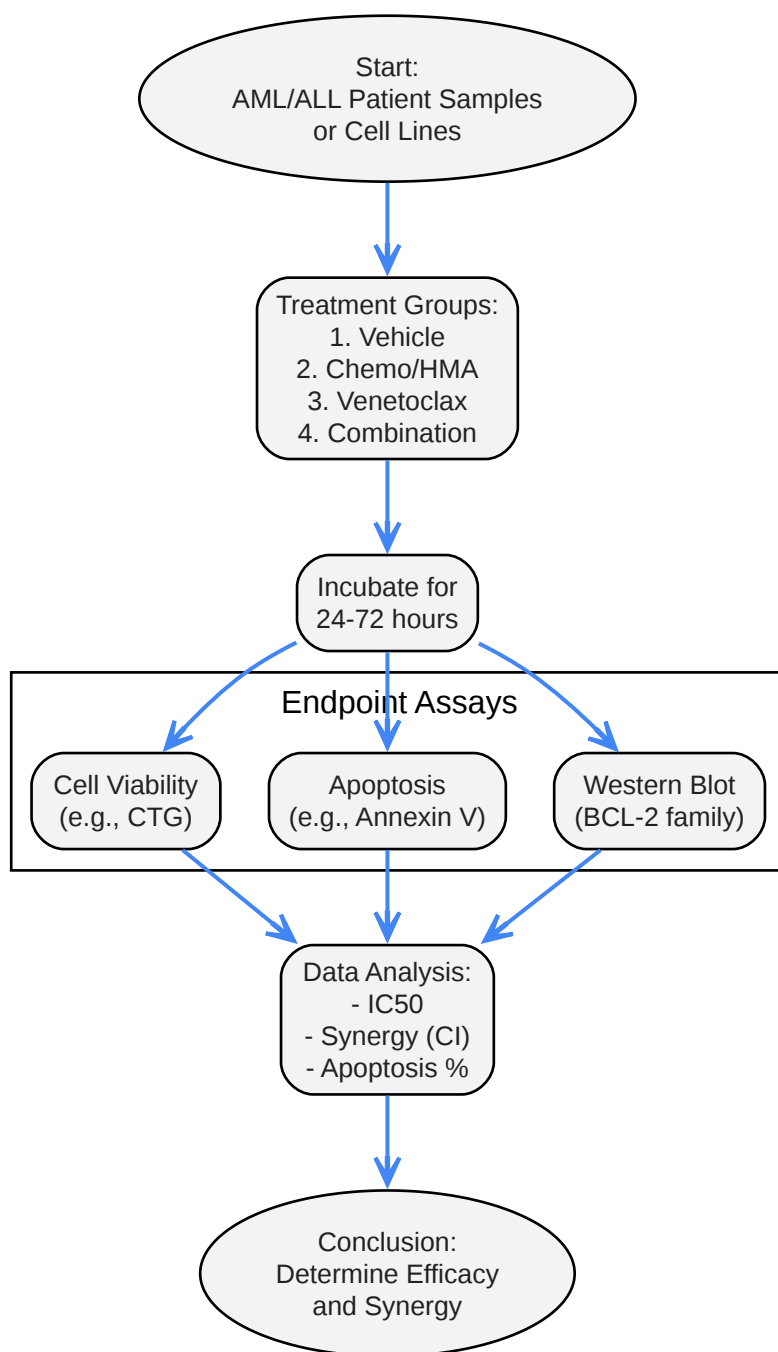 Start:
AML/ALL Patient Samples
or Cell Lines
Treatment Groups:
1. Vehicle
2. Chemo/HMA
3. Venetoclax
4. Combination
Incubate for
24-72 hours
Endpoint Assays
Cell Viability
(e.g., CTG)
Apoptosis
(e.g., Annexin V)
Western Blot
(BCL-2 family)
Data Analysis:
- IC50
- Synergy (CI)
- Apoptosis %
Conclusion:
Determine Efficacy
and Synergy